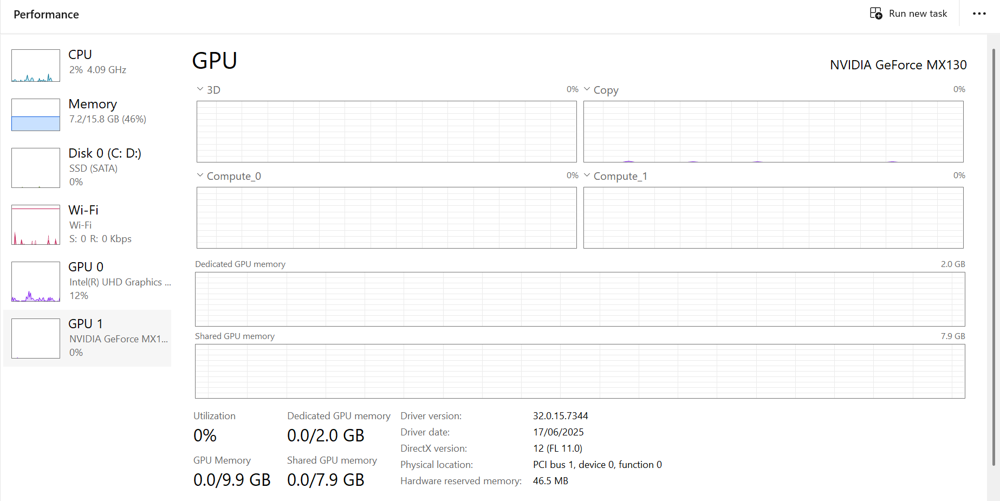 Performance
Run new task
CPU
2% 4.09 GHz
Memory
7.2/15.8 GB (46%)
Disk 0 (C: D:)
SSD (SATA)
0%
Wi-Fi
Wi-Fi
S: 0 R: 0 Kbps
GPU 0
Intel(R) UHD Graphics ...
12%
GPU 1
NVIDIA GeForce MX1...
0%
GPU
NVIDIA GeForce MX130
3D 0%
Copy 0%
Compute_0 0%
Compute_1 0%
Dedicated GPU memory 2.0 GB
Shared GPU memory 7.9 GB
Utilization
0%
Dedicated GPU memory
0.0/2.0 GB
GPU Memory
0.0/9.9 GB
Shared GPU memory
0.0/7.9 GB
Driver version: 32.0.15.7344
Driver date: 17/06/2025
DirectX version: 12 (FL 11.0)
Physical location: PCI bus 1, device 0, function 0
Hardware reserved memory: 46.5 MB